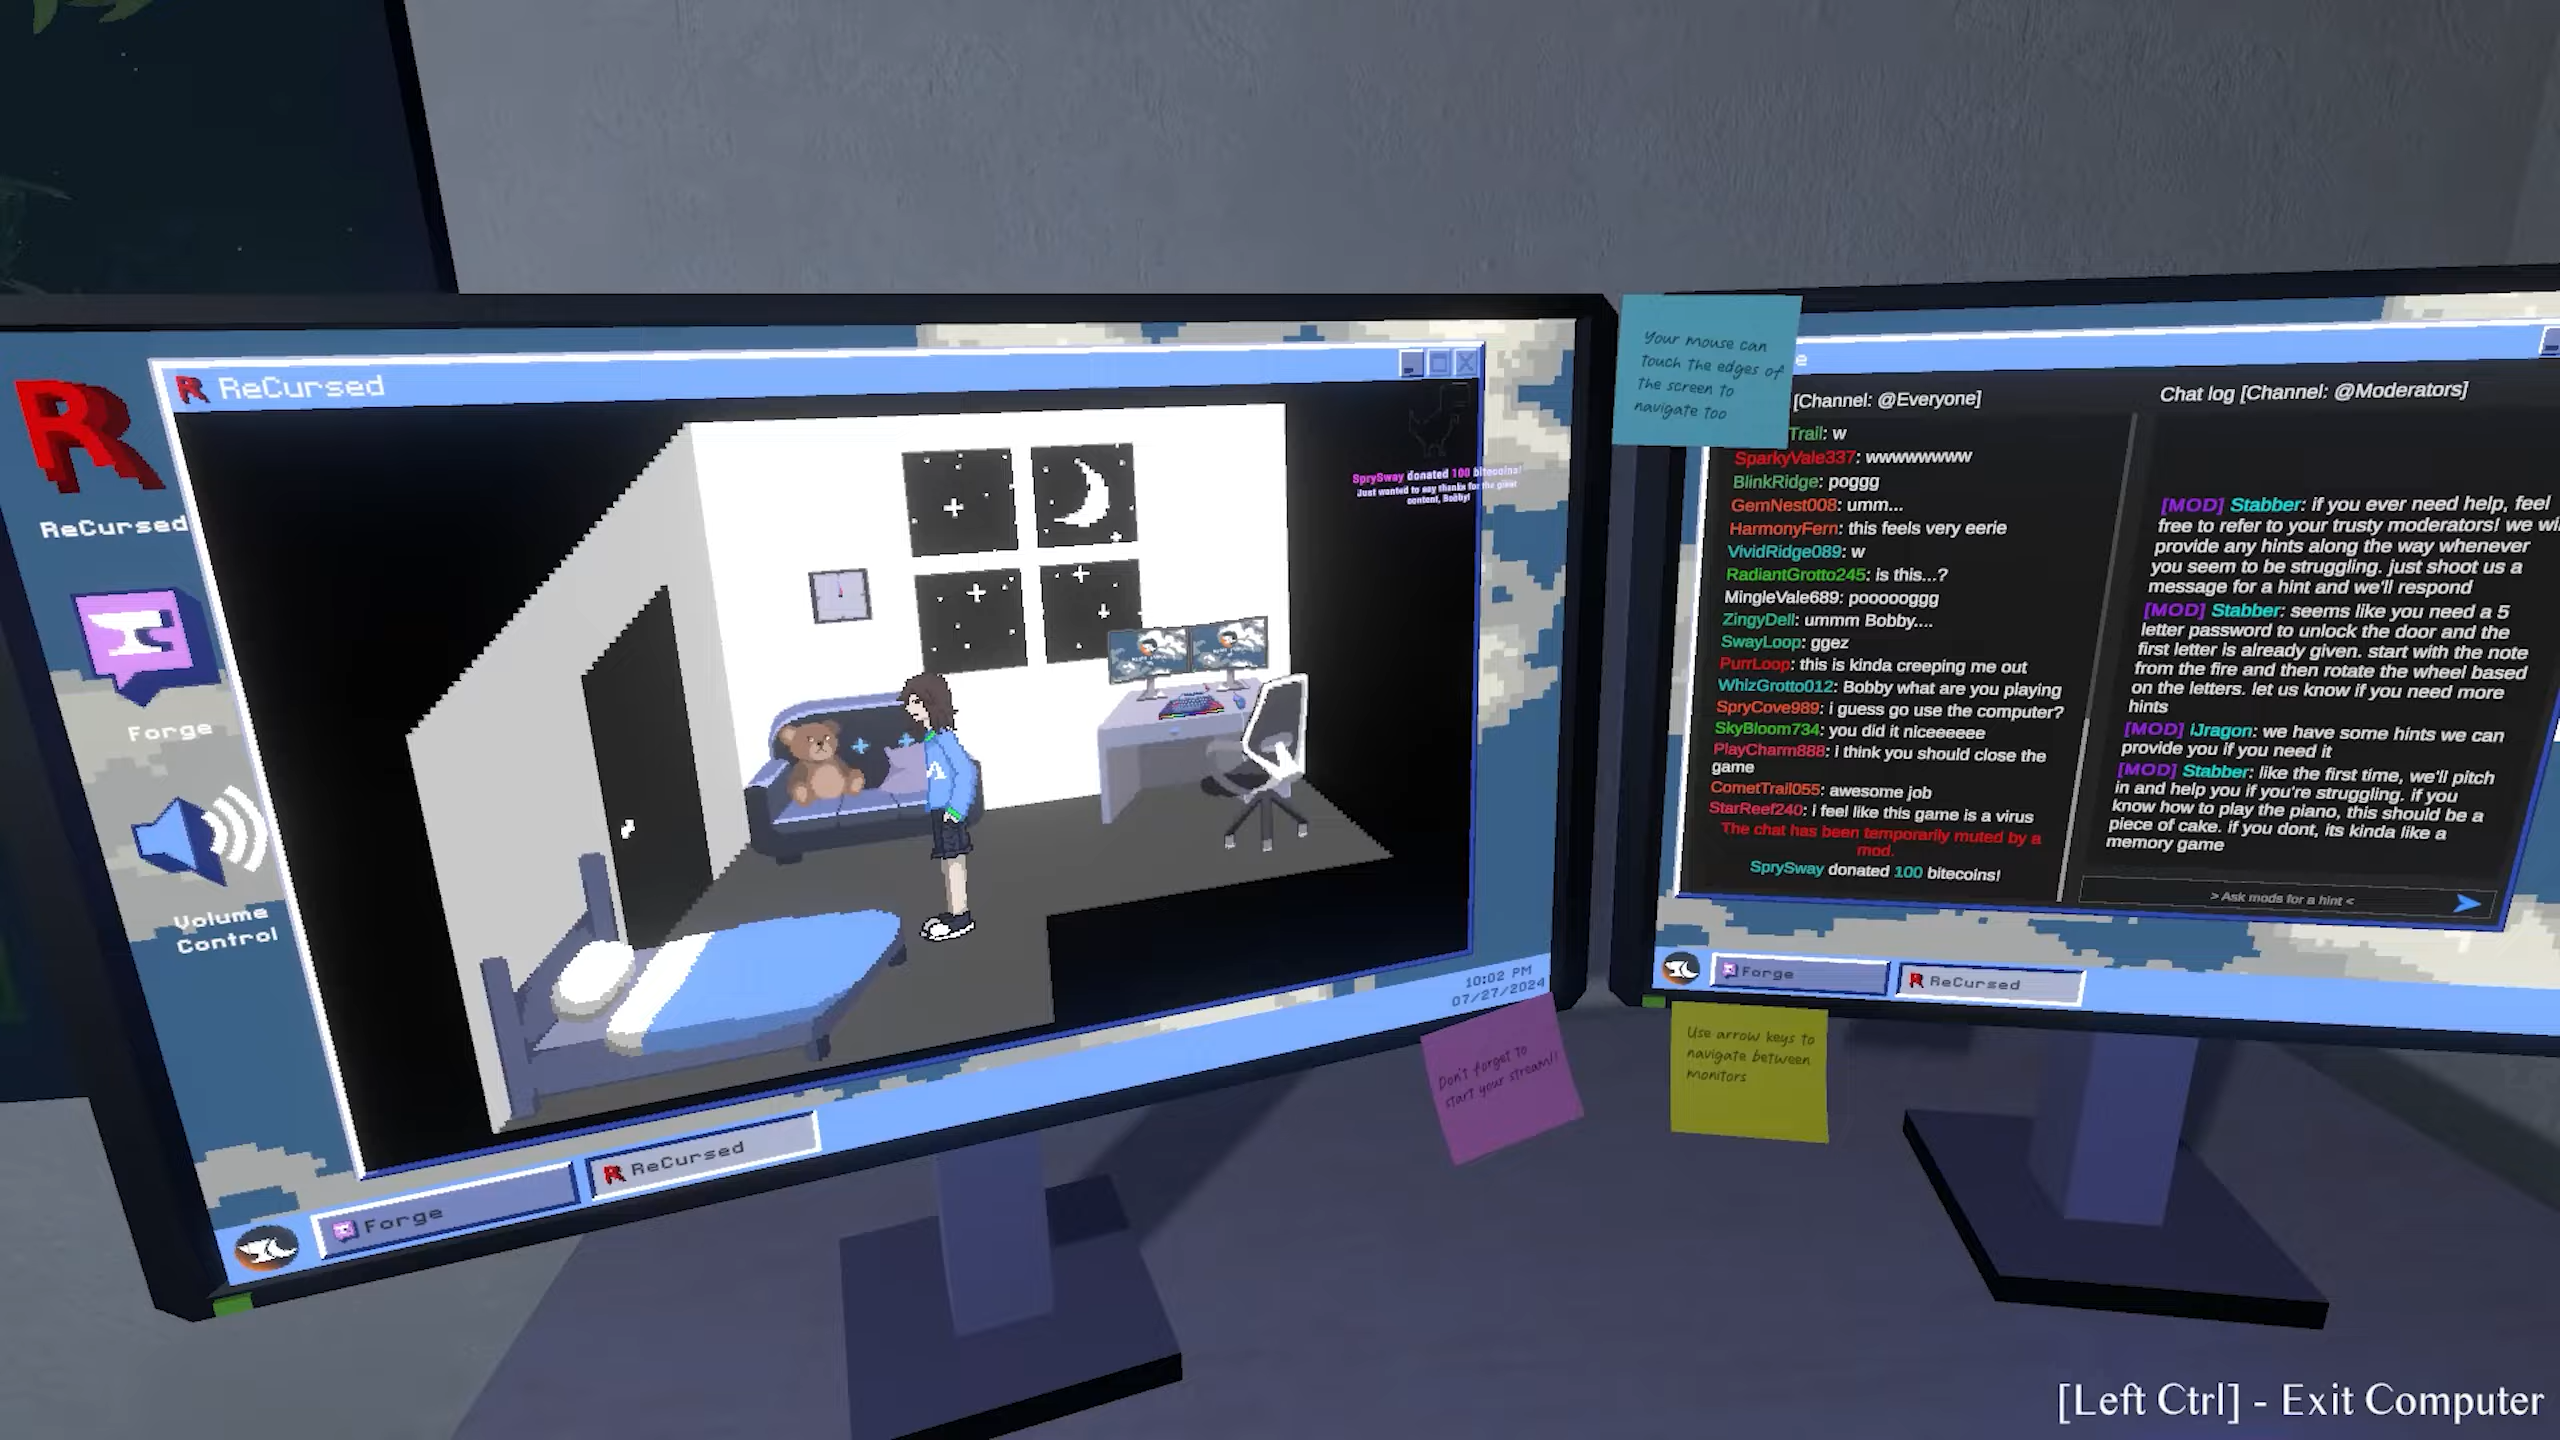 ReCursed
ReCursed
Forge
Volume
Control
SprySway donated 100 bitecoins!
Just wanted to say thanks for the great
content, Bobby!
10:02 PM
07/27/2024
Forge
ReCursed
Your mouse can
touch the edges of
the screen to
navigate too
Don't forget to
start your stream!!
Use arrow keys to
navigate between
monitors
e
[Channel: @Everyone]
Trail: w
SparkyVale337: wwwwwwww
BlinkRidge: poggg
GemNest008: umm...
HarmonyFern: this feels very eerie
VividRidge089: w
RadiantGrotto245: is this...?
MingleVale689: poooooggg
ZingyDell: ummm Bobby....
SwayLoop: ggez
PurrLoop: this is kinda creeping me out
WhizGrotto012: Bobby what are you playing
SpryCove989: i guess go use the computer?
SkyBloom734: you did it niceeeeee
PlayCharm888: i think you should close the
game
CometTrail055: awesome job
StarReef240: i feel like this game is a virus
The chat has been temporarily muted by a
mod.
SprySway donated 100 bitecoins!
Chat log [Channel: @Moderators]
[MOD] Stabber: if you ever need help, feel
free to refer to your trusty moderators! we wil
provide any hints along the way whenever
you seem to be struggling. just shoot us a
message for a hint and we'll respond
[MOD] Stabber: seems like you need a 5
letter password to unlock the door and the
first letter is already given. start with the note
from the fire and then rotate the wheel based
on the letters. let us know if you need more
hints
[MOD] iJragon: we have some hints we can
provide you if you need it
[MOD] Stabber: like the first time, we'll pitch
in and help you if you're struggling. if you
know how to play the piano, this should be a
piece of cake. if you dont, its kinda like a
memory game
> Ask mods for a hint <
Forge
ReCursed
[Left Ctrl] - Exit Computer